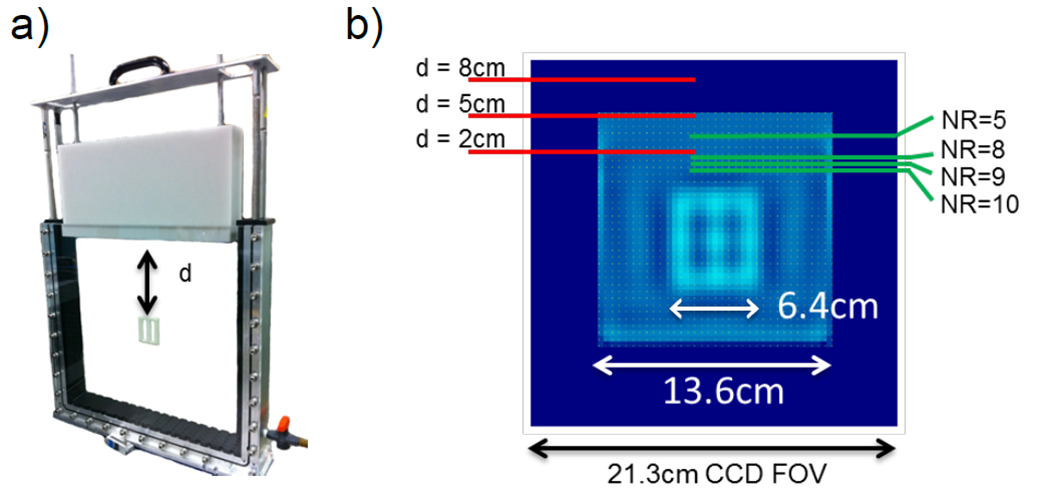 a)
b)
d
d = 8cm
d = 5cm
d = 2cm
NR=5
NR=8
NR=9
NR=10
6.4cm
13.6cm
21.3cm CCD FOV